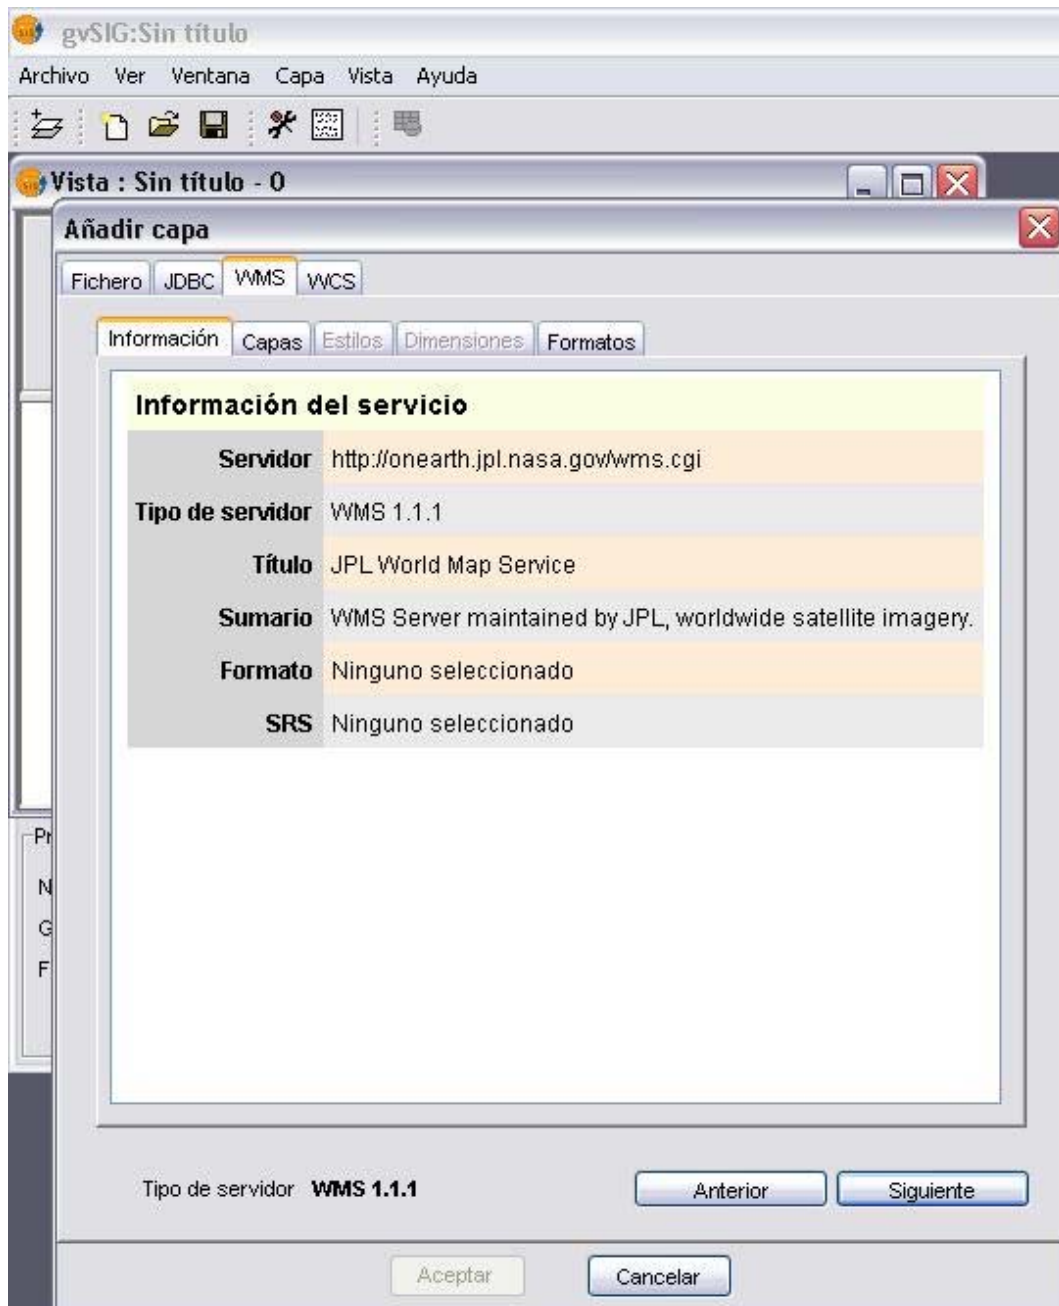 gvSIG:Sin título
Archivo Ver Ventana Capa Vista Ayuda
Vista : Sin título - 0
Añadir capa
Fichero JDBC WMS WCS
Información Capas Estilos Dimensiones Formatos
Información del servicio
Servidor http://onearth.jpl.nasa.gov/wms.cgi
Tipo de servidor WMS 1.1.1
Título JPL World Map Service
Sumario WMS Server maintained by JPL, worldwide satellite imagery.
Formato Ninguno seleccionado
SRS Ninguno seleccionado
Pr
N
G
F
Tipo de servidor WMS 1.1.1 Anterior Siguiente
Aceptar Cancelar